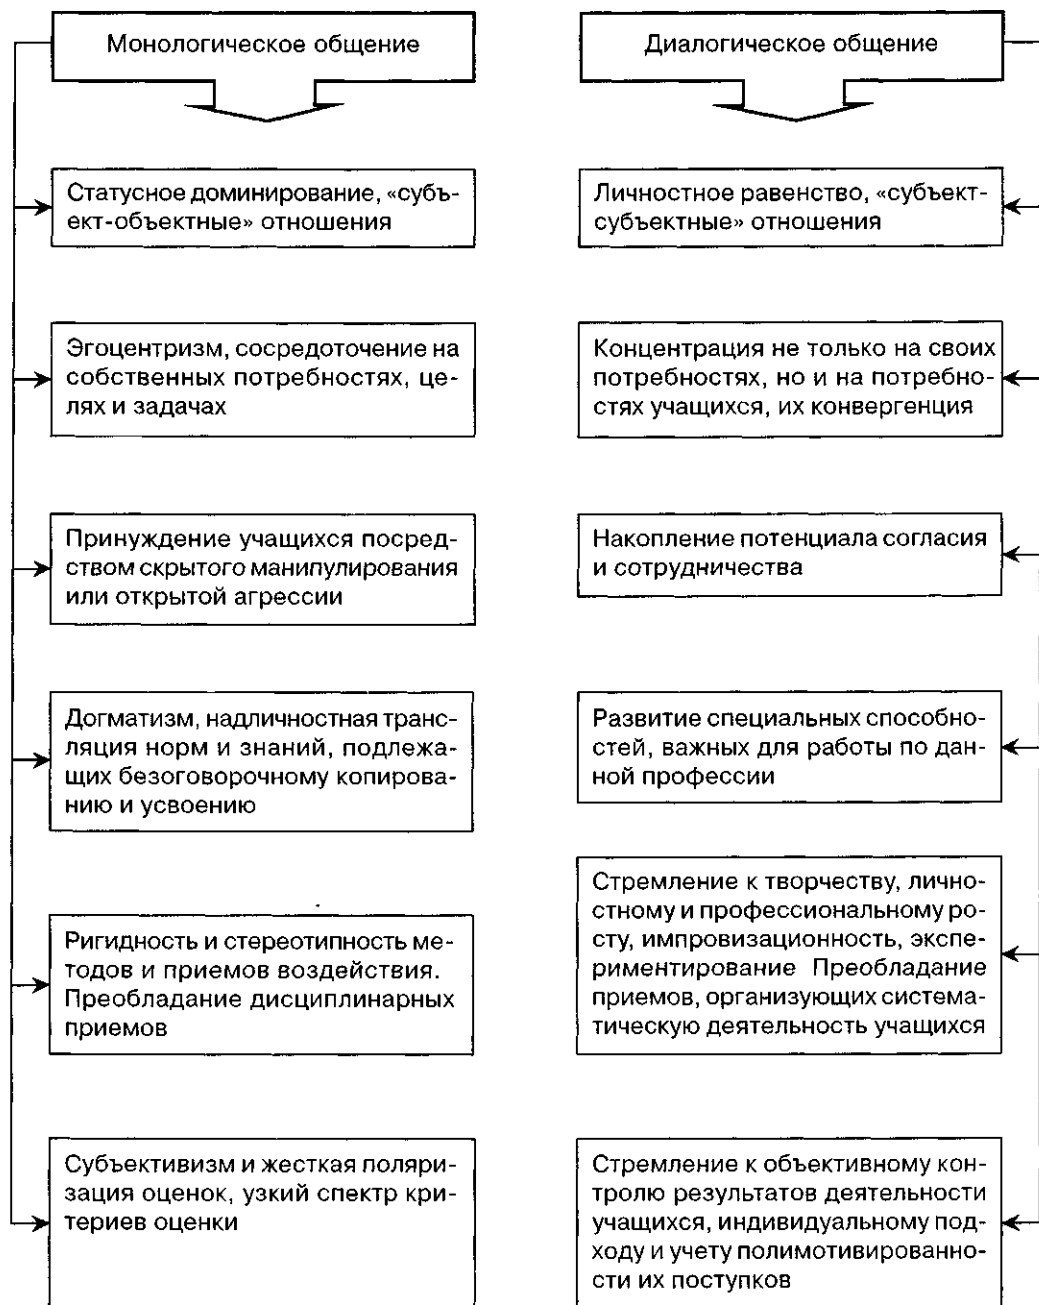 Монологическое общение
Диалогическое общение
Статусное доминирование, «субъ-
ект-объектные» отношения
Личностное равенство, «субъект-
субъектные» отношения
Эгоцентризм, сосредоточение на
собственных потребностях, це-
лях и задачах
Концентрация не только на своих
потребностях, но и на потребно-
стях учащихся, их конвергенция
Принуждение учащихся посред-
ством скрытого манипулирования
или открытой агрессии
Накопление потенциала согласия
и сотрудничества
Догматизм, надличностная транс-
ляция норм и знаний, подлежа-
щих безоговорочному копирова-
нию и усвоению
Развитие специальных способно-
стей, важных для работы по дан-
ной профессии
Ригидность и стереотипность ме-
тодов и приемов воздействия.
Преобладание дисциплинарных
приемов
Стремление к творчеству, лично-
стному и профессиональному ро-
сту, импровизационность, экспе-
риментирование Преобладание
приемов, организующих система-
тическую деятельность учащихся
Субъективизм и жесткая поляри-
зация оценок, узкий спектр кри-
териев оценки
Стремление к объективному кон-
тролю результатов деятельности
учащихся, индивидуальному под-
ходу и учету полимотивированно-
сти их поступков